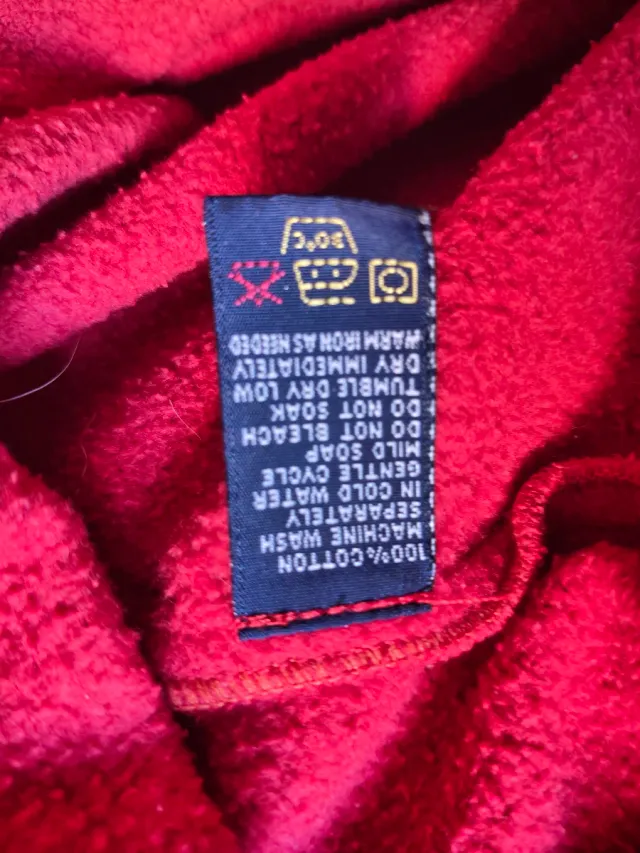 100%COTTON
MACHINE WASH
SEPARATELY
IN COLD WATER
GENTLE CYCLE
MILD SOAP
DO NOT BLEACH
DO NOT SOAK
TUMBLE DRY LOW
DRY IMMEDIATELY
WARM IRON AS NEEDED
30°C